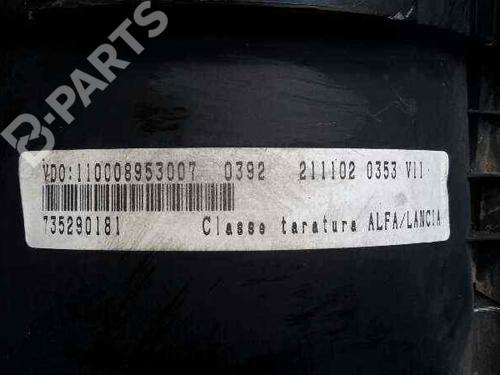 B-PARTS
VDO:110008953007 0392 211102 0353 V11
735290181 Classe taratura ALFA/LANCIA